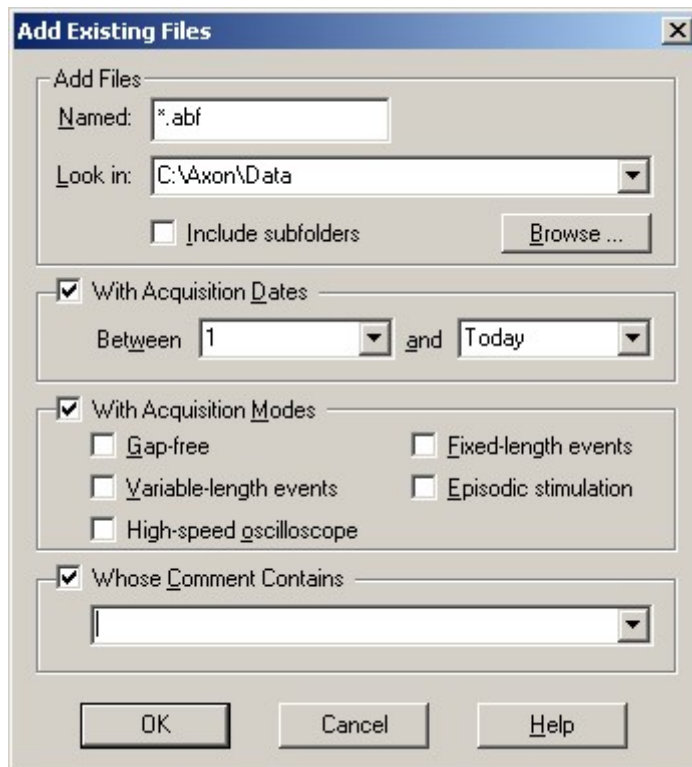 Add Existing Files
Add Files
Named: *.abf
Look in: C:\Axon\Data
Include subfolders Browse ...
With Acquisition Dates
Between 1 and Today
With Acquisition Modes
Gap-free Fixed-length events
Variable-length events Episodic stimulation
High-speed oscilloscope
Whose Comment Contains
OK Cancel Help